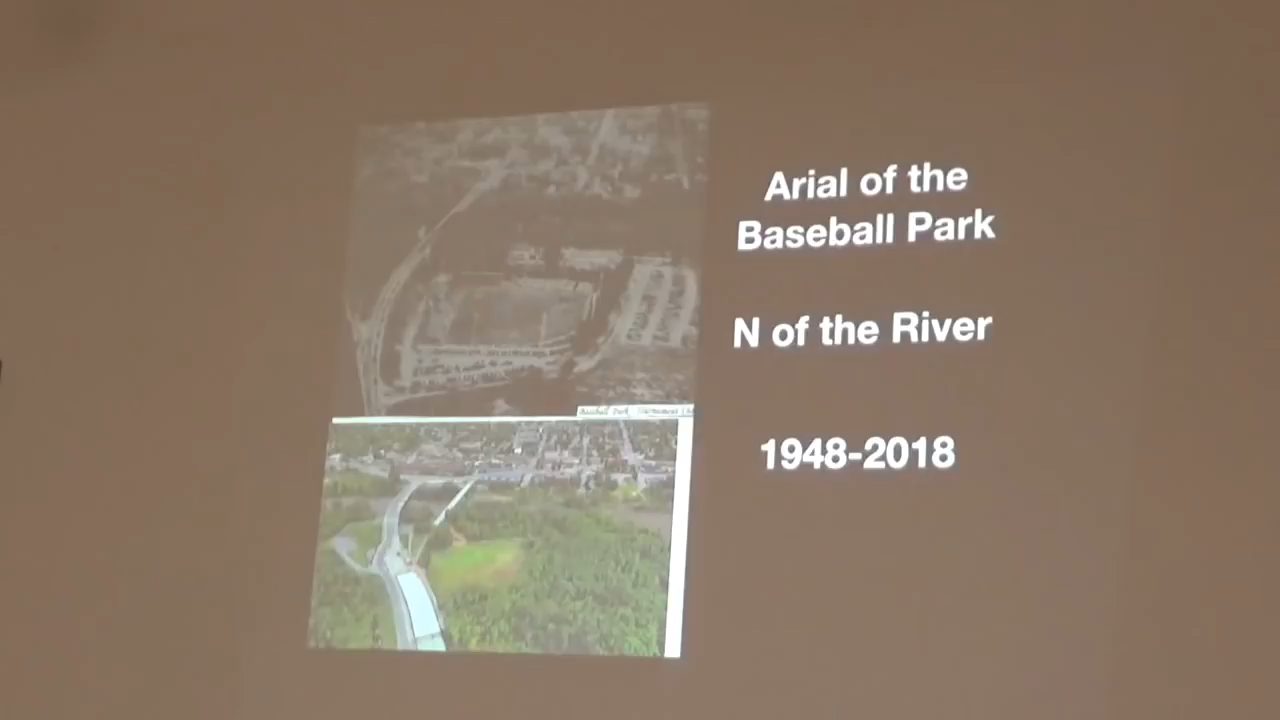 Arial of the
Baseball Park
N of the River
1948-2018
Baseball Park